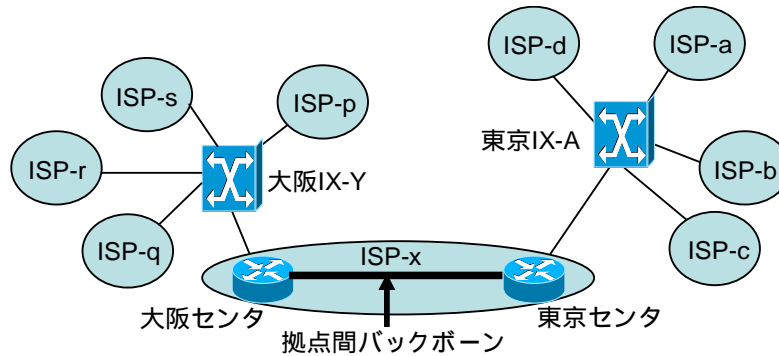 ISP-d
ISP-a
ISP-s
ISP-p
東京IX-A
ISP-r
大阪IX-Y
ISP-b
ISP-q
ISP-c
ISP-x
大阪センタ
東京センタ
拠点間バックボーン